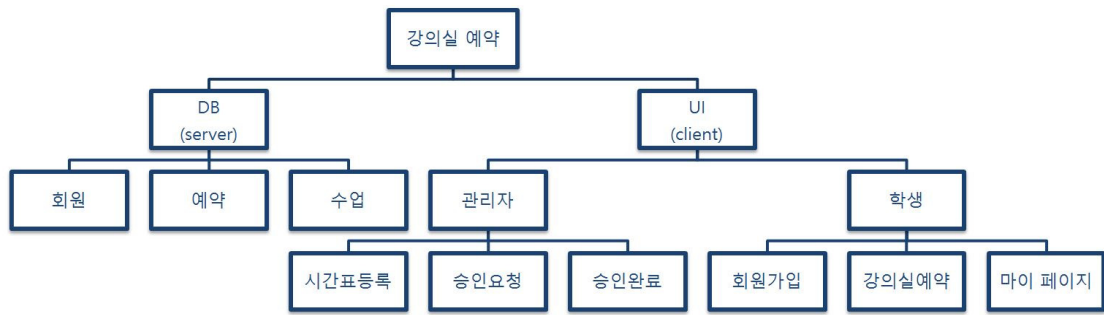 강의실 예약
DB
(server)
UI
(client)
회원
예약
수업
관리자
학생
시간표등록
승인요청
승인완료
회원가입
강의실예약
마이 페이지